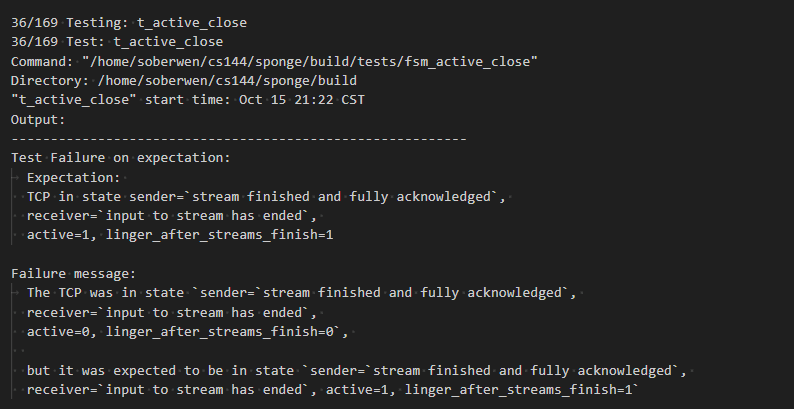 36/169 Testing: t_active_close
36/169 Test: t_active_close
Command: "/home/soberwen/cs144/sponge/build/tests/fsm_active_close"
Directory: /home/soberwen/cs144/sponge/build
"t_active_close" start time: Oct 15 21:22 CST
Output:
----------------------------------------------------------
Test Failure on expectation:
Expectation:
TCP in state sender=`stream finished and fully acknowledged`,
receiver=`input to stream has ended`,
active=1, linger_after_streams_finish=1
Failure message:
The TCP was in state `sender=`stream finished and fully acknowledged`,
receiver=`input to stream has ended`,
active=0, linger_after_streams_finish=0`,
but it was expected to be in state `sender=`stream finished and fully acknowledged`,
receiver=`input to stream has ended`, active=1, linger_after_streams_finish=1`